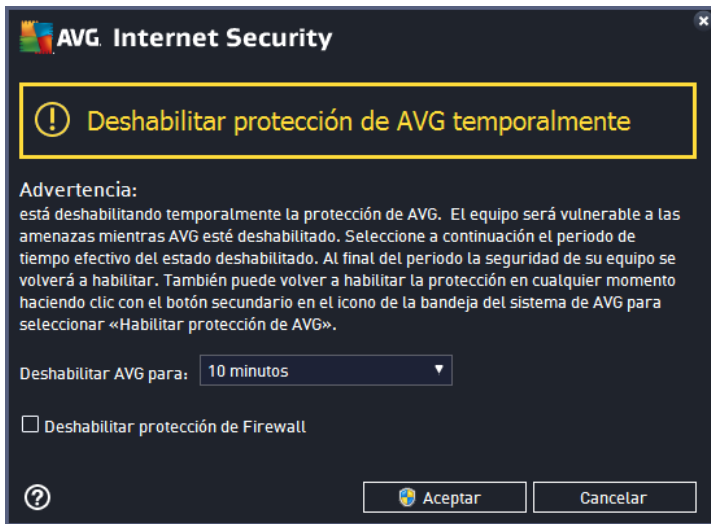 AVG. Internet Security
Deshabilitar protección de AVG temporalmente
Advertencia:
está deshabilitando temporalmente la protección de AVG. El equipo será vulnerable a las
amenazas mientras AVG esté deshabilitado. Seleccione a continuación el periodo de
tiempo efectivo del estado deshabilitado. Al final del periodo la seguridad de su equipo se
volverá a habilitar. También puede volver a habilitar la protección en cualquier momento
haciendo clic con el botón secundario en el icono de la bandeja del sistema de AVG para
seleccionar «Habilitar protección de AVG».
Deshabilitar AVG para: 10 minutos
Deshabilitar protección de Firewall
Aceptar Cancelar